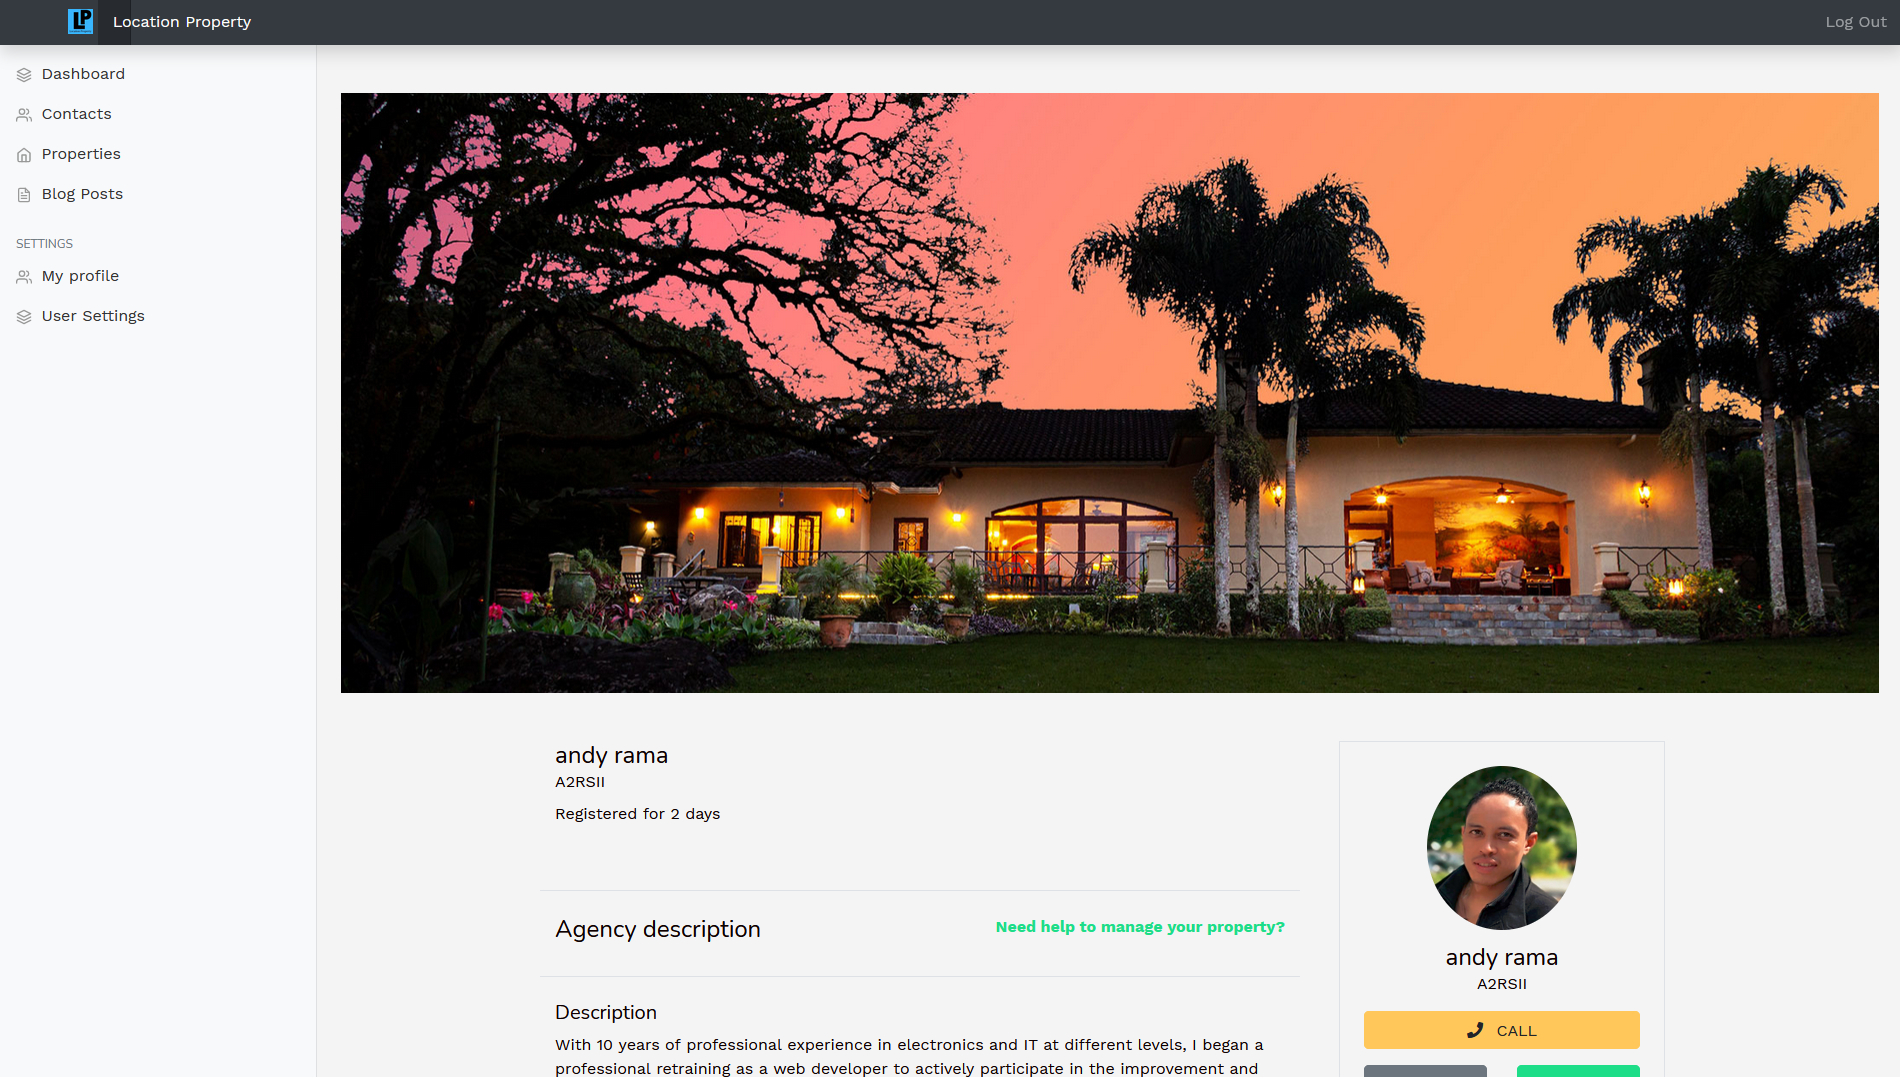 LP
Location Property
Log Out
Dashboard
Contacts
Properties
Blog Posts
SETTINGS
My profile
User Settings
andy rama
A2RSII
Registered for 2 days
Agency description
Need help to manage your property?
Description
With 10 years of professional experience in electronics and IT at different levels, I began a
professional retraining as a web developer to actively participate in the improvement and
andy rama
A2RSII
CALL